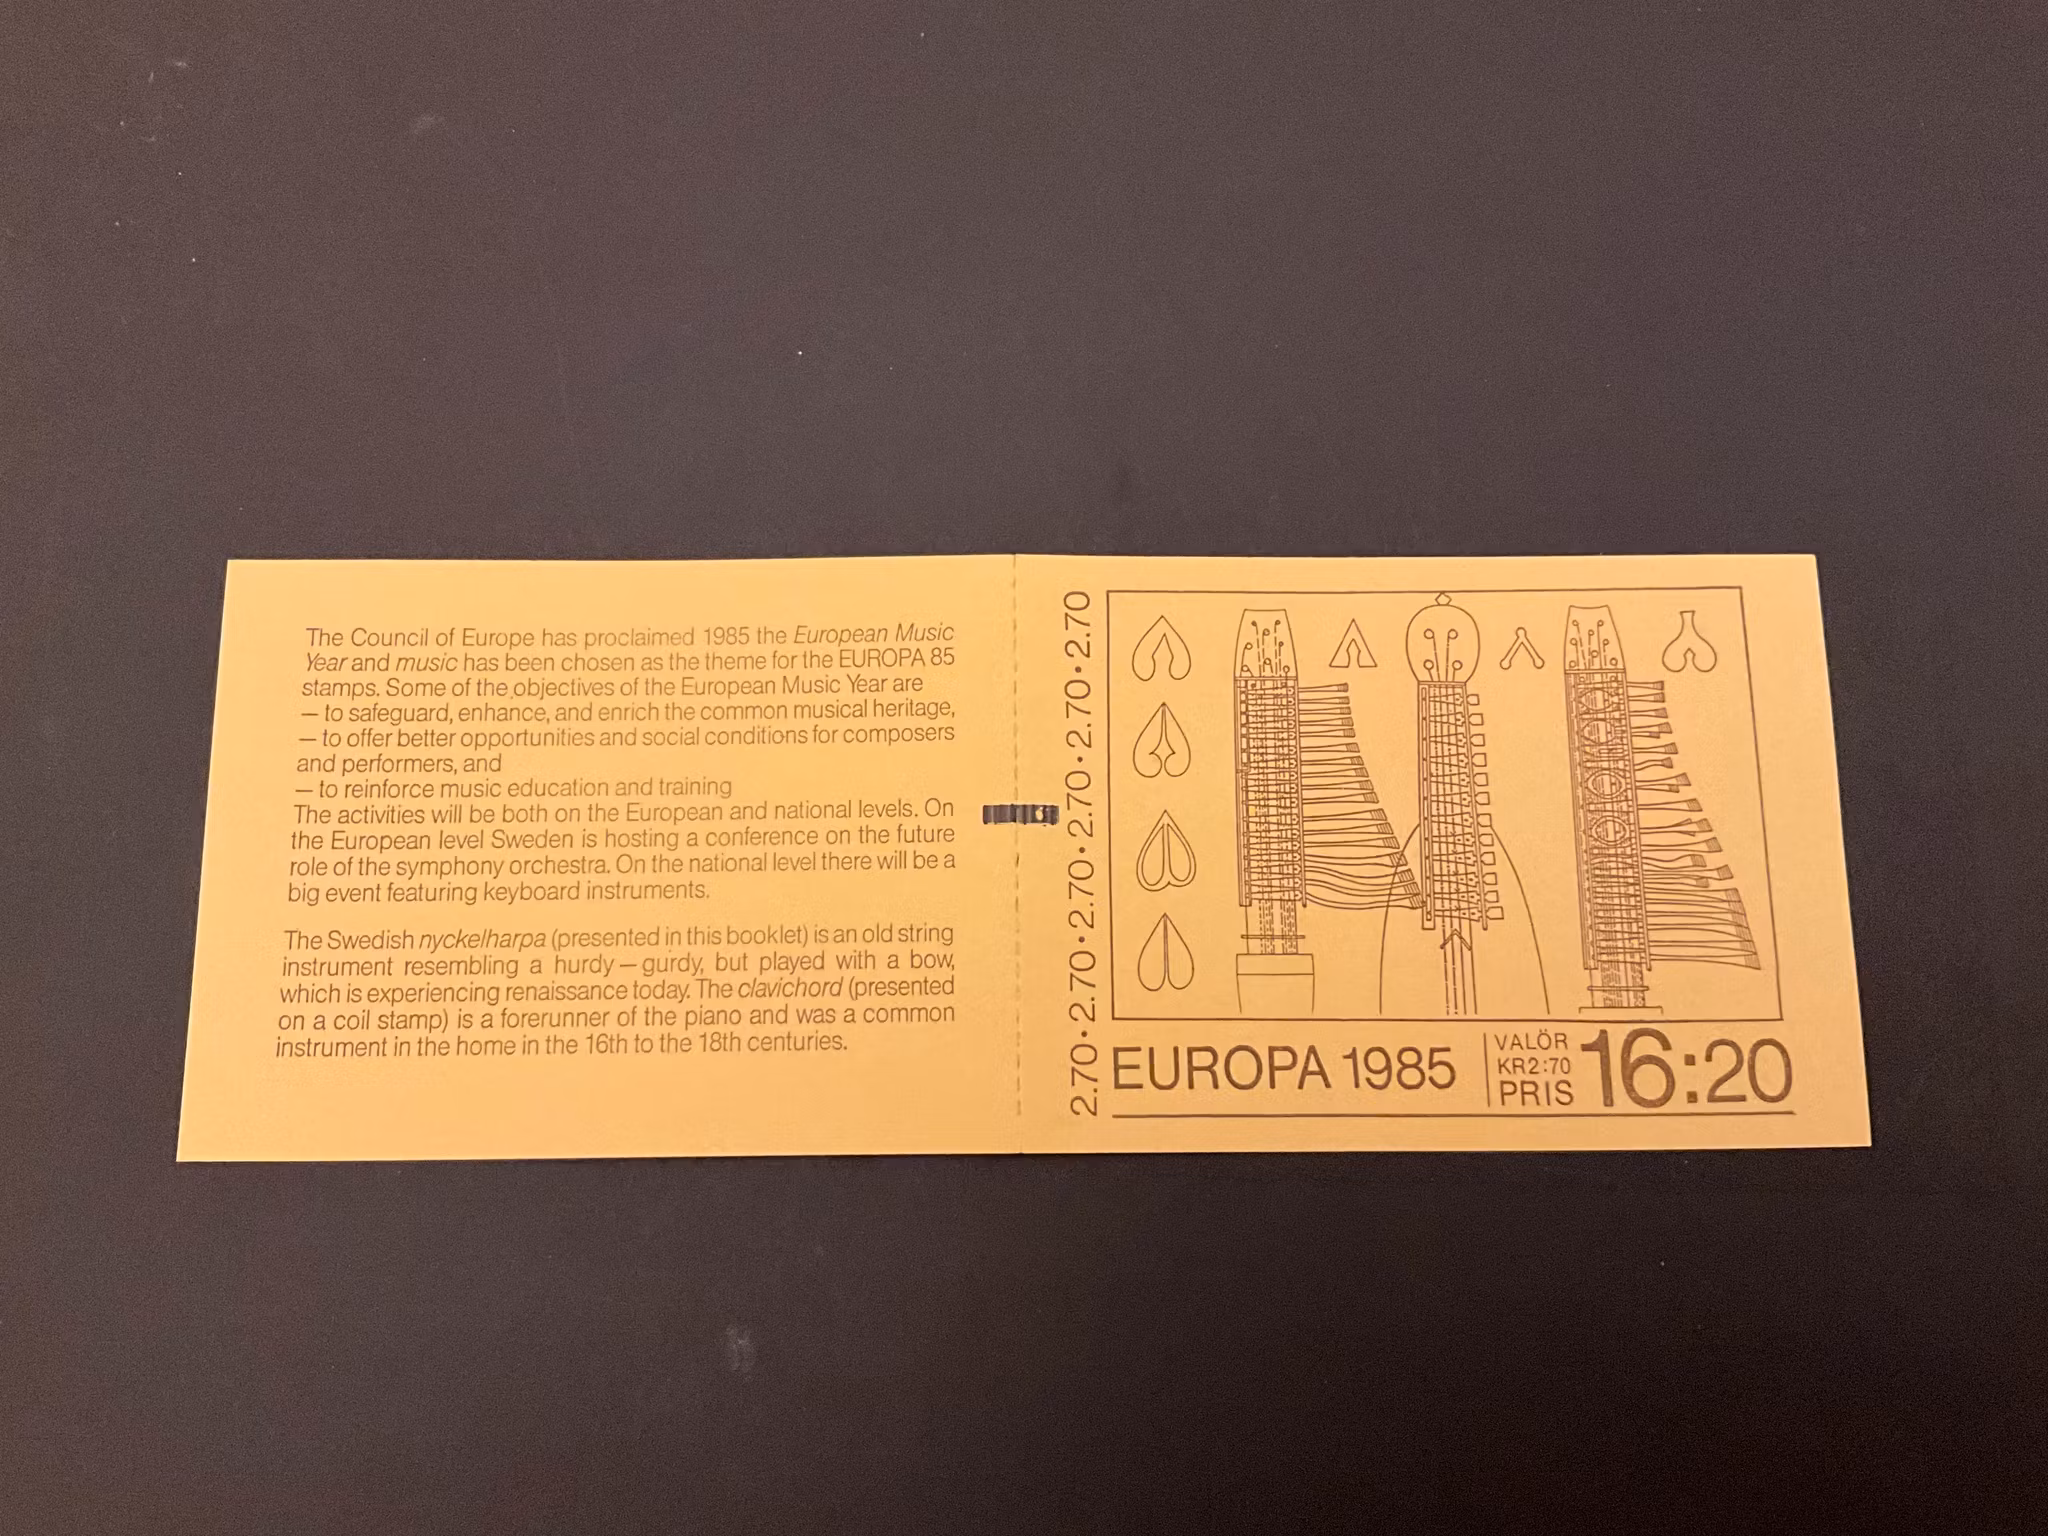 The Council of Europe has proclaimed 1985 the European Music
Year and music has been chosen as the theme for the EUROPA 85
stamps. Some of the objectives of the European Music Year are
— to safeguard, enhance, and enrich the common musical heritage,
— to offer better opportunities and social conditions for composers
and performers, and
— to reinforce music education and training
The activities will be both on the European and national levels. On
the European level Sweden is hosting a conference on the future
role of the symphony orchestra. On the national level there will be a
big event featuring keyboard instruments.
The Swedish nyckelharpa (presented in this booklet) is an old string
instrument resembling a hurdy–gurdy, but played with a bow,
which is experiencing renaissance today. The clavichord (presented
on a coil stamp) is a forerunner of the piano and was a common
instrument in the home in the 16th to the 18th centuries.
2.70•2.70•2.70•2.70•2.70•2.70
EUROPA 1985
VALÖR
KR2:70
PRIS
16:20